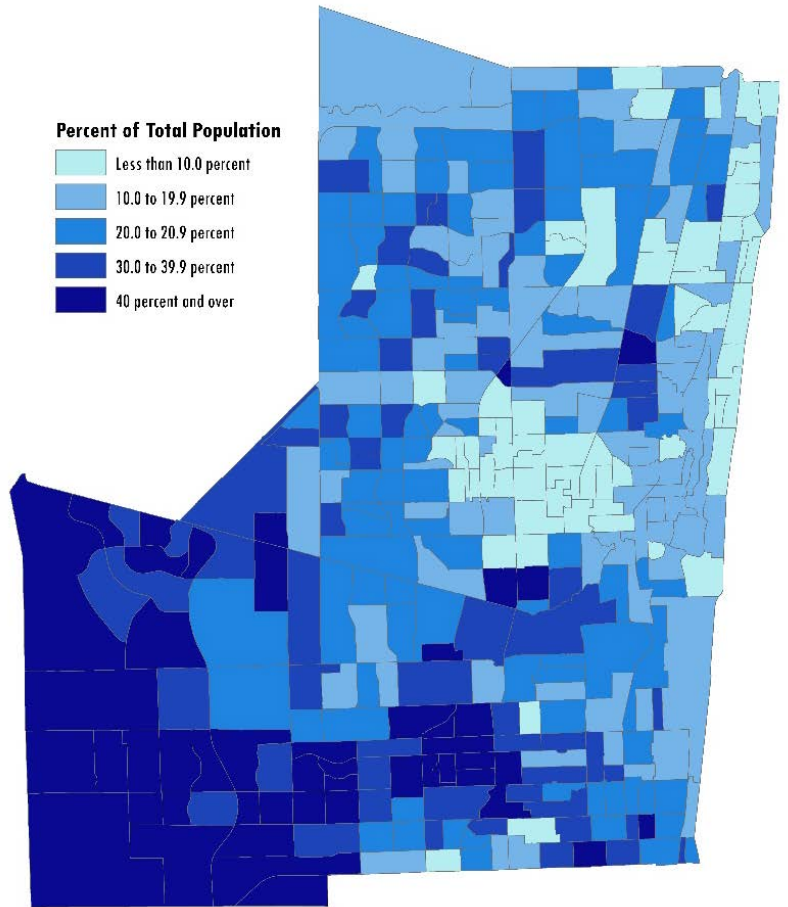 Percent of Total Population
Less than 10.0 percent
10.0 to 19.9 percent
20.0 to 20.9 percent
30.0 to 39.9 percent
40 percent and over